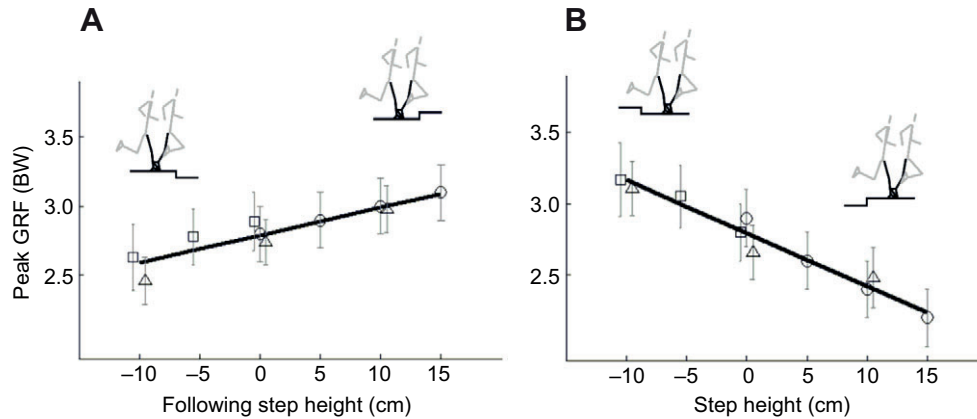 A
B
Peak GRF (BW)
3.5
3.0
2.5
–10 –5 0 5 10 15
Following step height (cm)
3.5
3.0
2.5
–10 –5 0 5 10 15
Step height (cm)